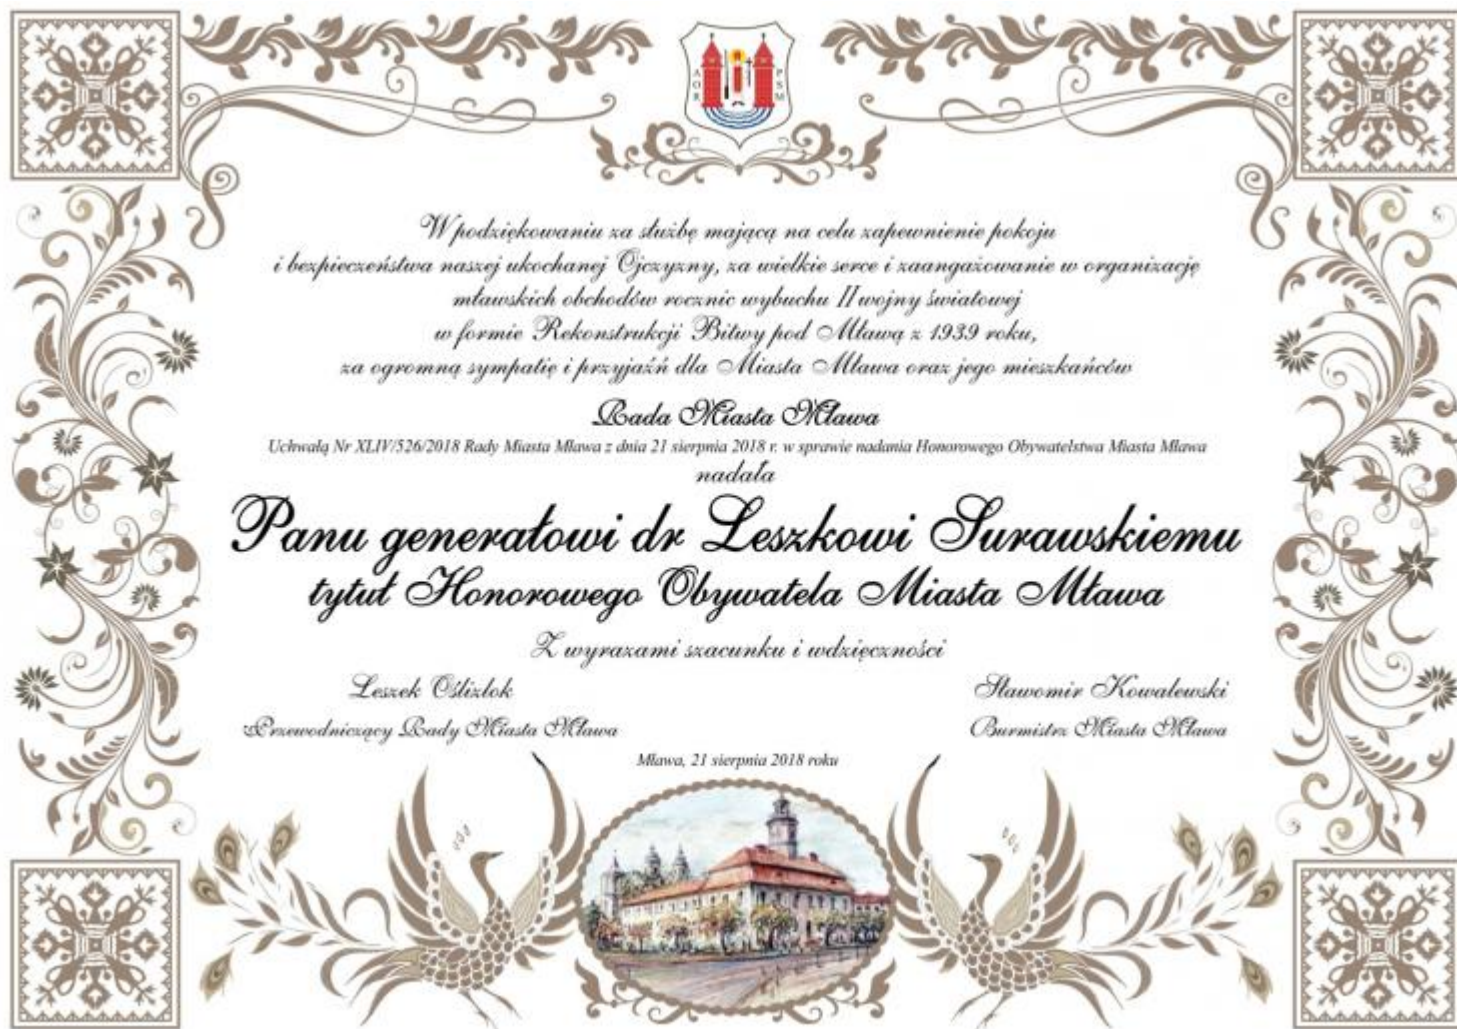 AOR
PSM
W podziękowaniu za służbę mającą na celu zapewnienie pokoju
i bezpieczeństwa naszej ukochanej Ojczyzny, za wielkie serce i zaangażowanie w organizację
mławskich obchodów rocznic wybuchu II wojny światowej
w formie Rekonstrukcji Bitwy pod Mławą z 1939 roku,
za ogromną sympatię i przyjaźń dla Miasta Mława oraz jego mieszkańców
Rada Miasta Mława
Uchwałą Nr XLIV/526/2018 Rady Miasta Mława z dnia 21 sierpnia 2018 r. w sprawie nadania Honorowego Obywatelstwa Miasta Mława
nadała
Panu generałowi dr Leszkowi Surawskiemu
tytuł Honorowego Obywatela Miasta Mława
Z wyrazami szacunku i wdzięczności
Leszek Ośliźlok Sławomir Kowalewski
Przewodniczący Rady Miasta Mława Burmistrz Miasta Mława
Mława, 21 sierpnia 2018 roku